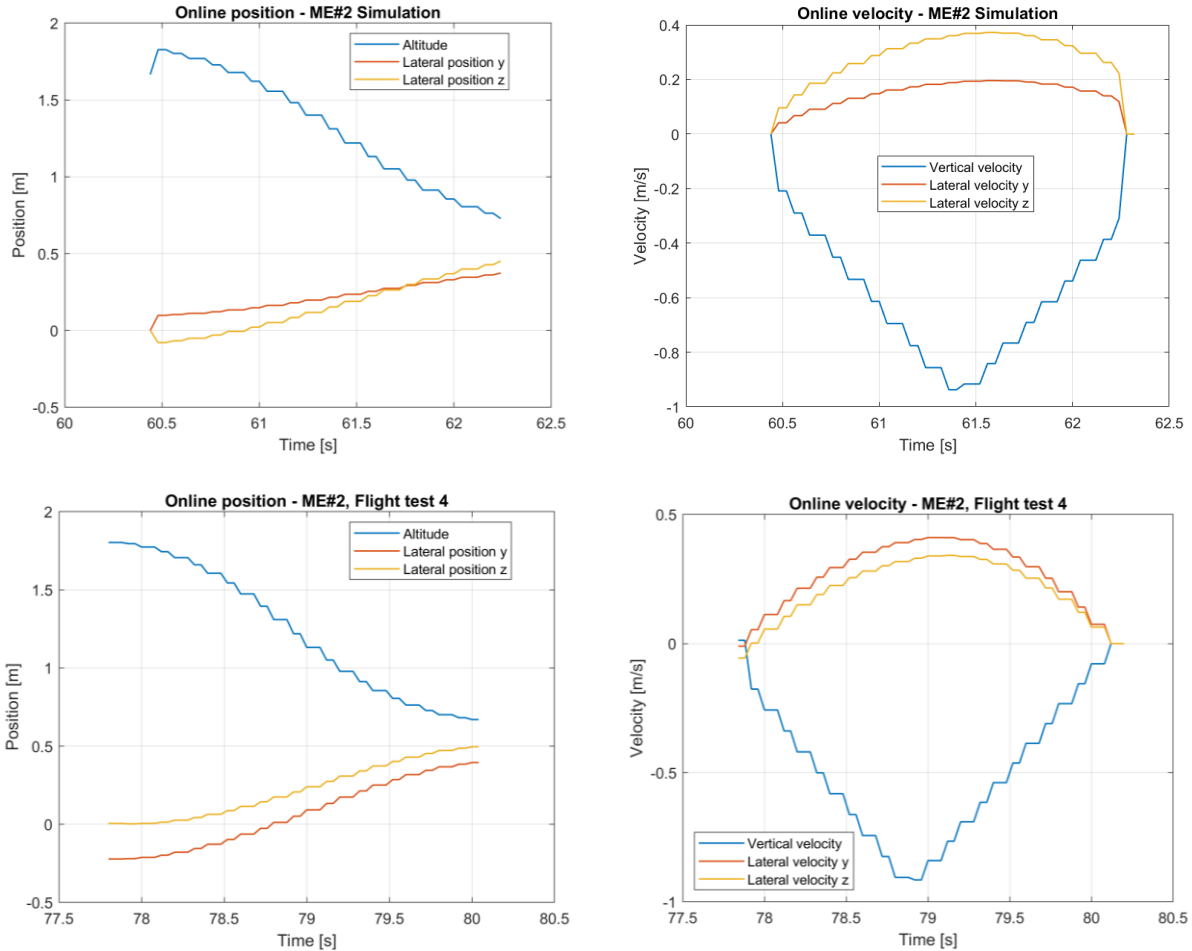 Online position - ME#2 Simulation
2
1.5
1
0.5
0
-0.5
Position [m]
Altitude
Lateral position y
Lateral position z
60
60.5
61
61.5
62
62.5
Time [s]
Online velocity - ME#2 Simulation
0.4
0.2
0
-0.2
-0.4
-0.6
-0.8
-1
Velocity [m/s]
Vertical velocity
Lateral velocity y
Lateral velocity z
60
60.5
61
61.5
62
62.5
Time [s]
Online position - ME#2, Flight test 4
2
1.5
1
0.5
0
-0.5
Position [m]
Altitude
Lateral position y
Lateral position z
77.5
78
78.5
79
79.5
80
80.5
Time [s]
Online velocity - ME#2, Flight test 4
0.5
0
-0.5
-1
Velocity [m/s]
Vertical velocity
Lateral velocity y
Lateral velocity z
77.5
78
78.5
79
79.5
80
80.5
Time [s]